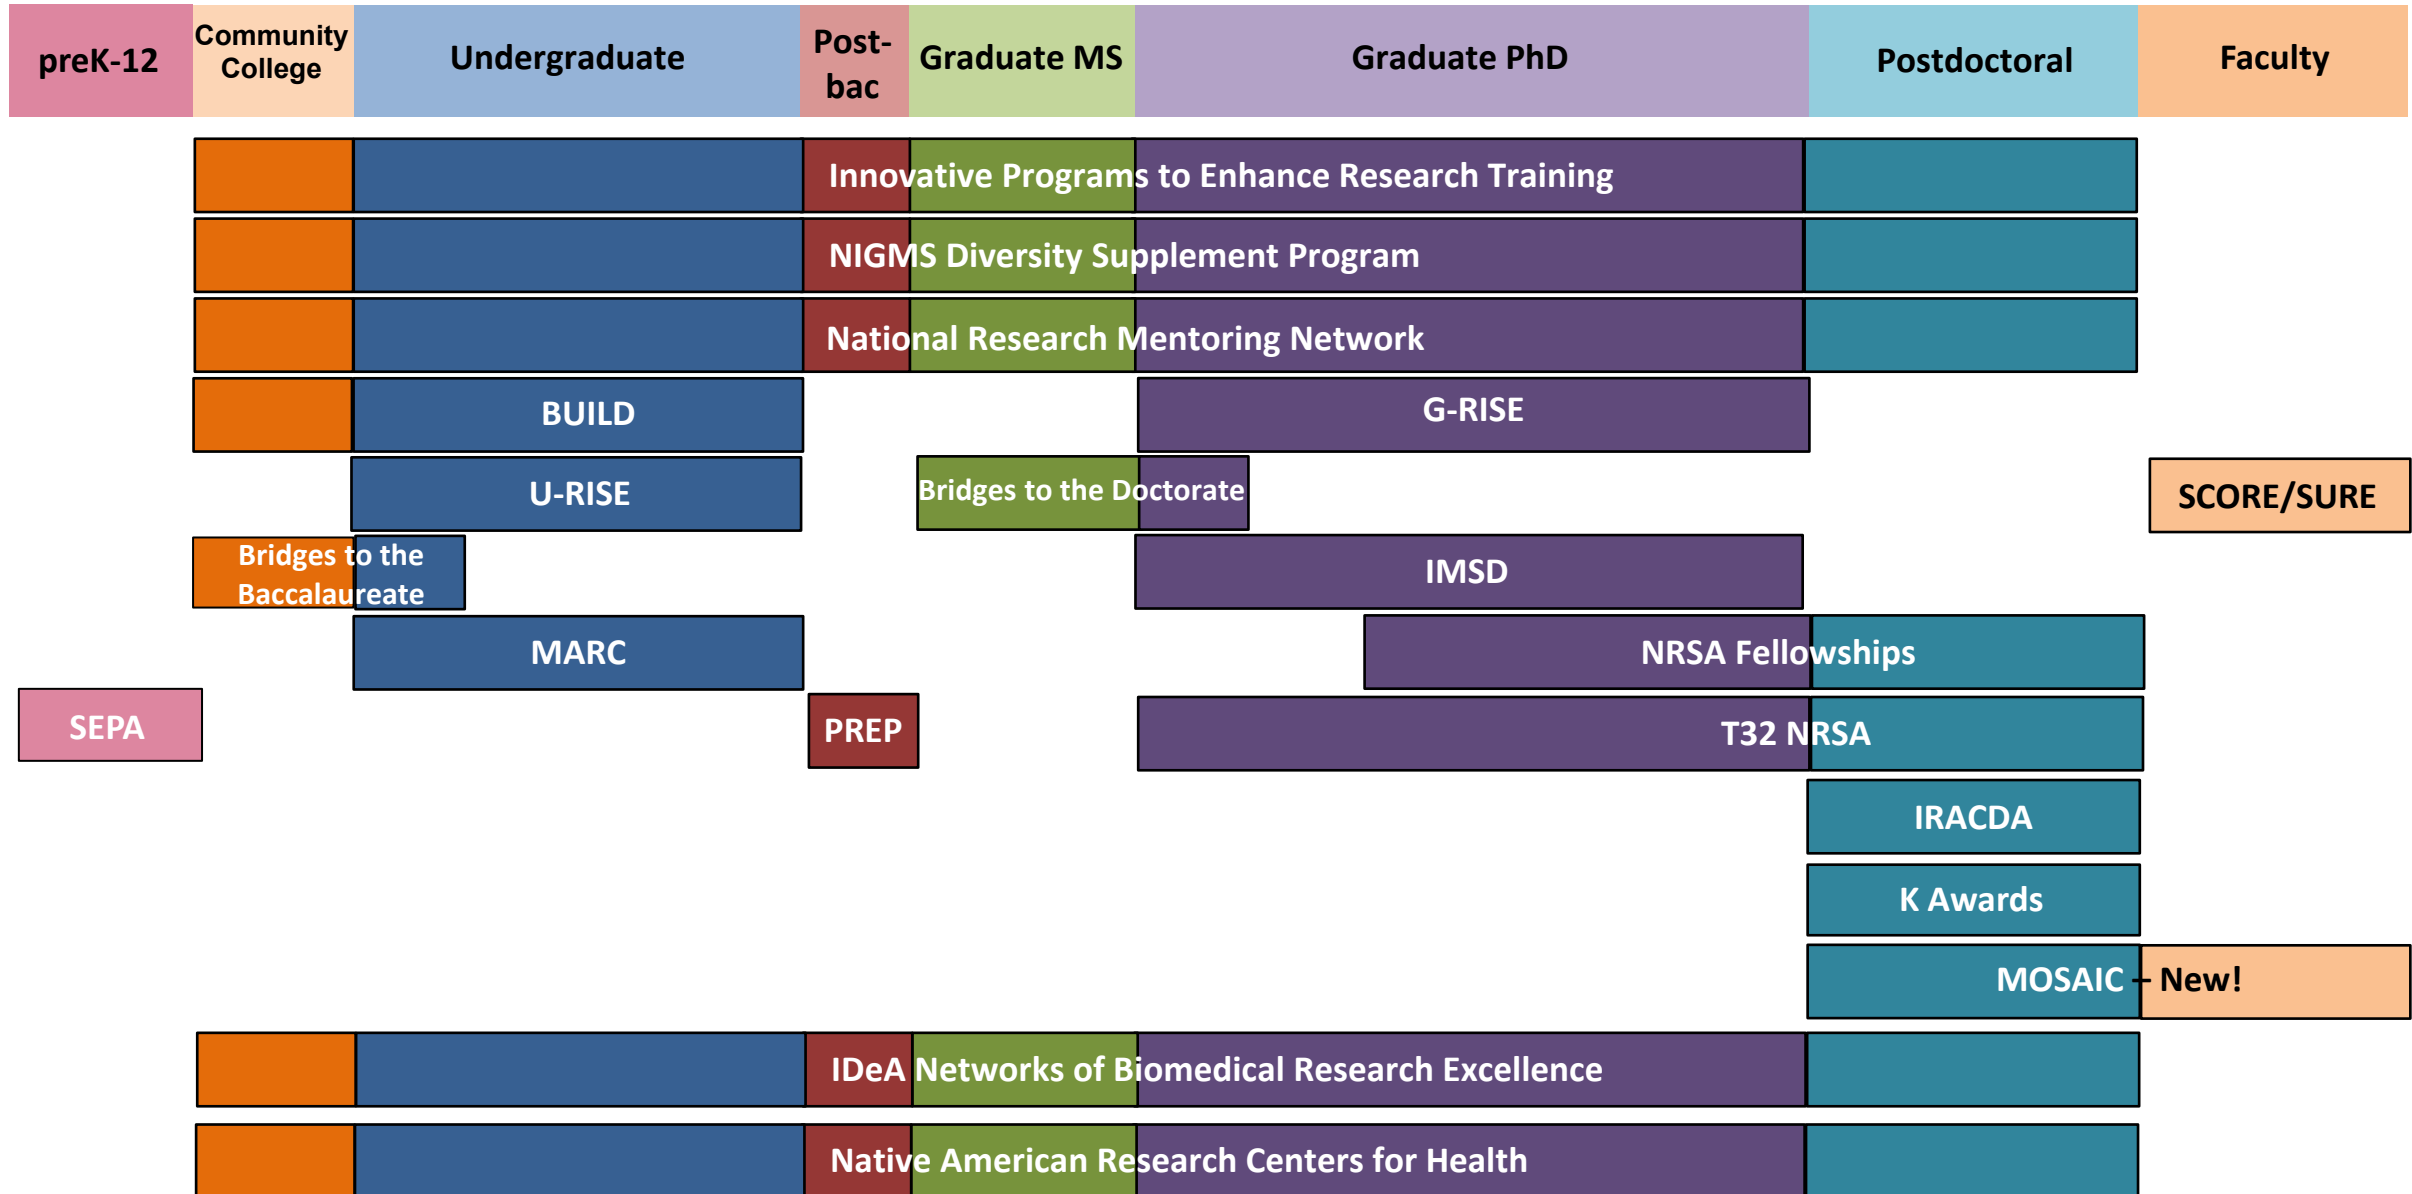 preK-12
Community
College
Undergraduate
Post-
bac
Graduate MS
Graduate PhD
Postdoctoral
Faculty
Innovative Programs to Enhance Research Training
NIGMS Diversity Supplement Program
National Research Mentoring Network
BUILD
G-RISE
U-RISE
Bridges to the Doctorate
SCORE/SURE
Bridges to the
Baccalaureate
IMSD
MARC
NRSA Fellowships
SEPA
PREP
T32 NRSA
IRACDA
K Awards
MOSAIC – New!
IDeA Networks of Biomedical Research Excellence
Native American Research Centers for Health